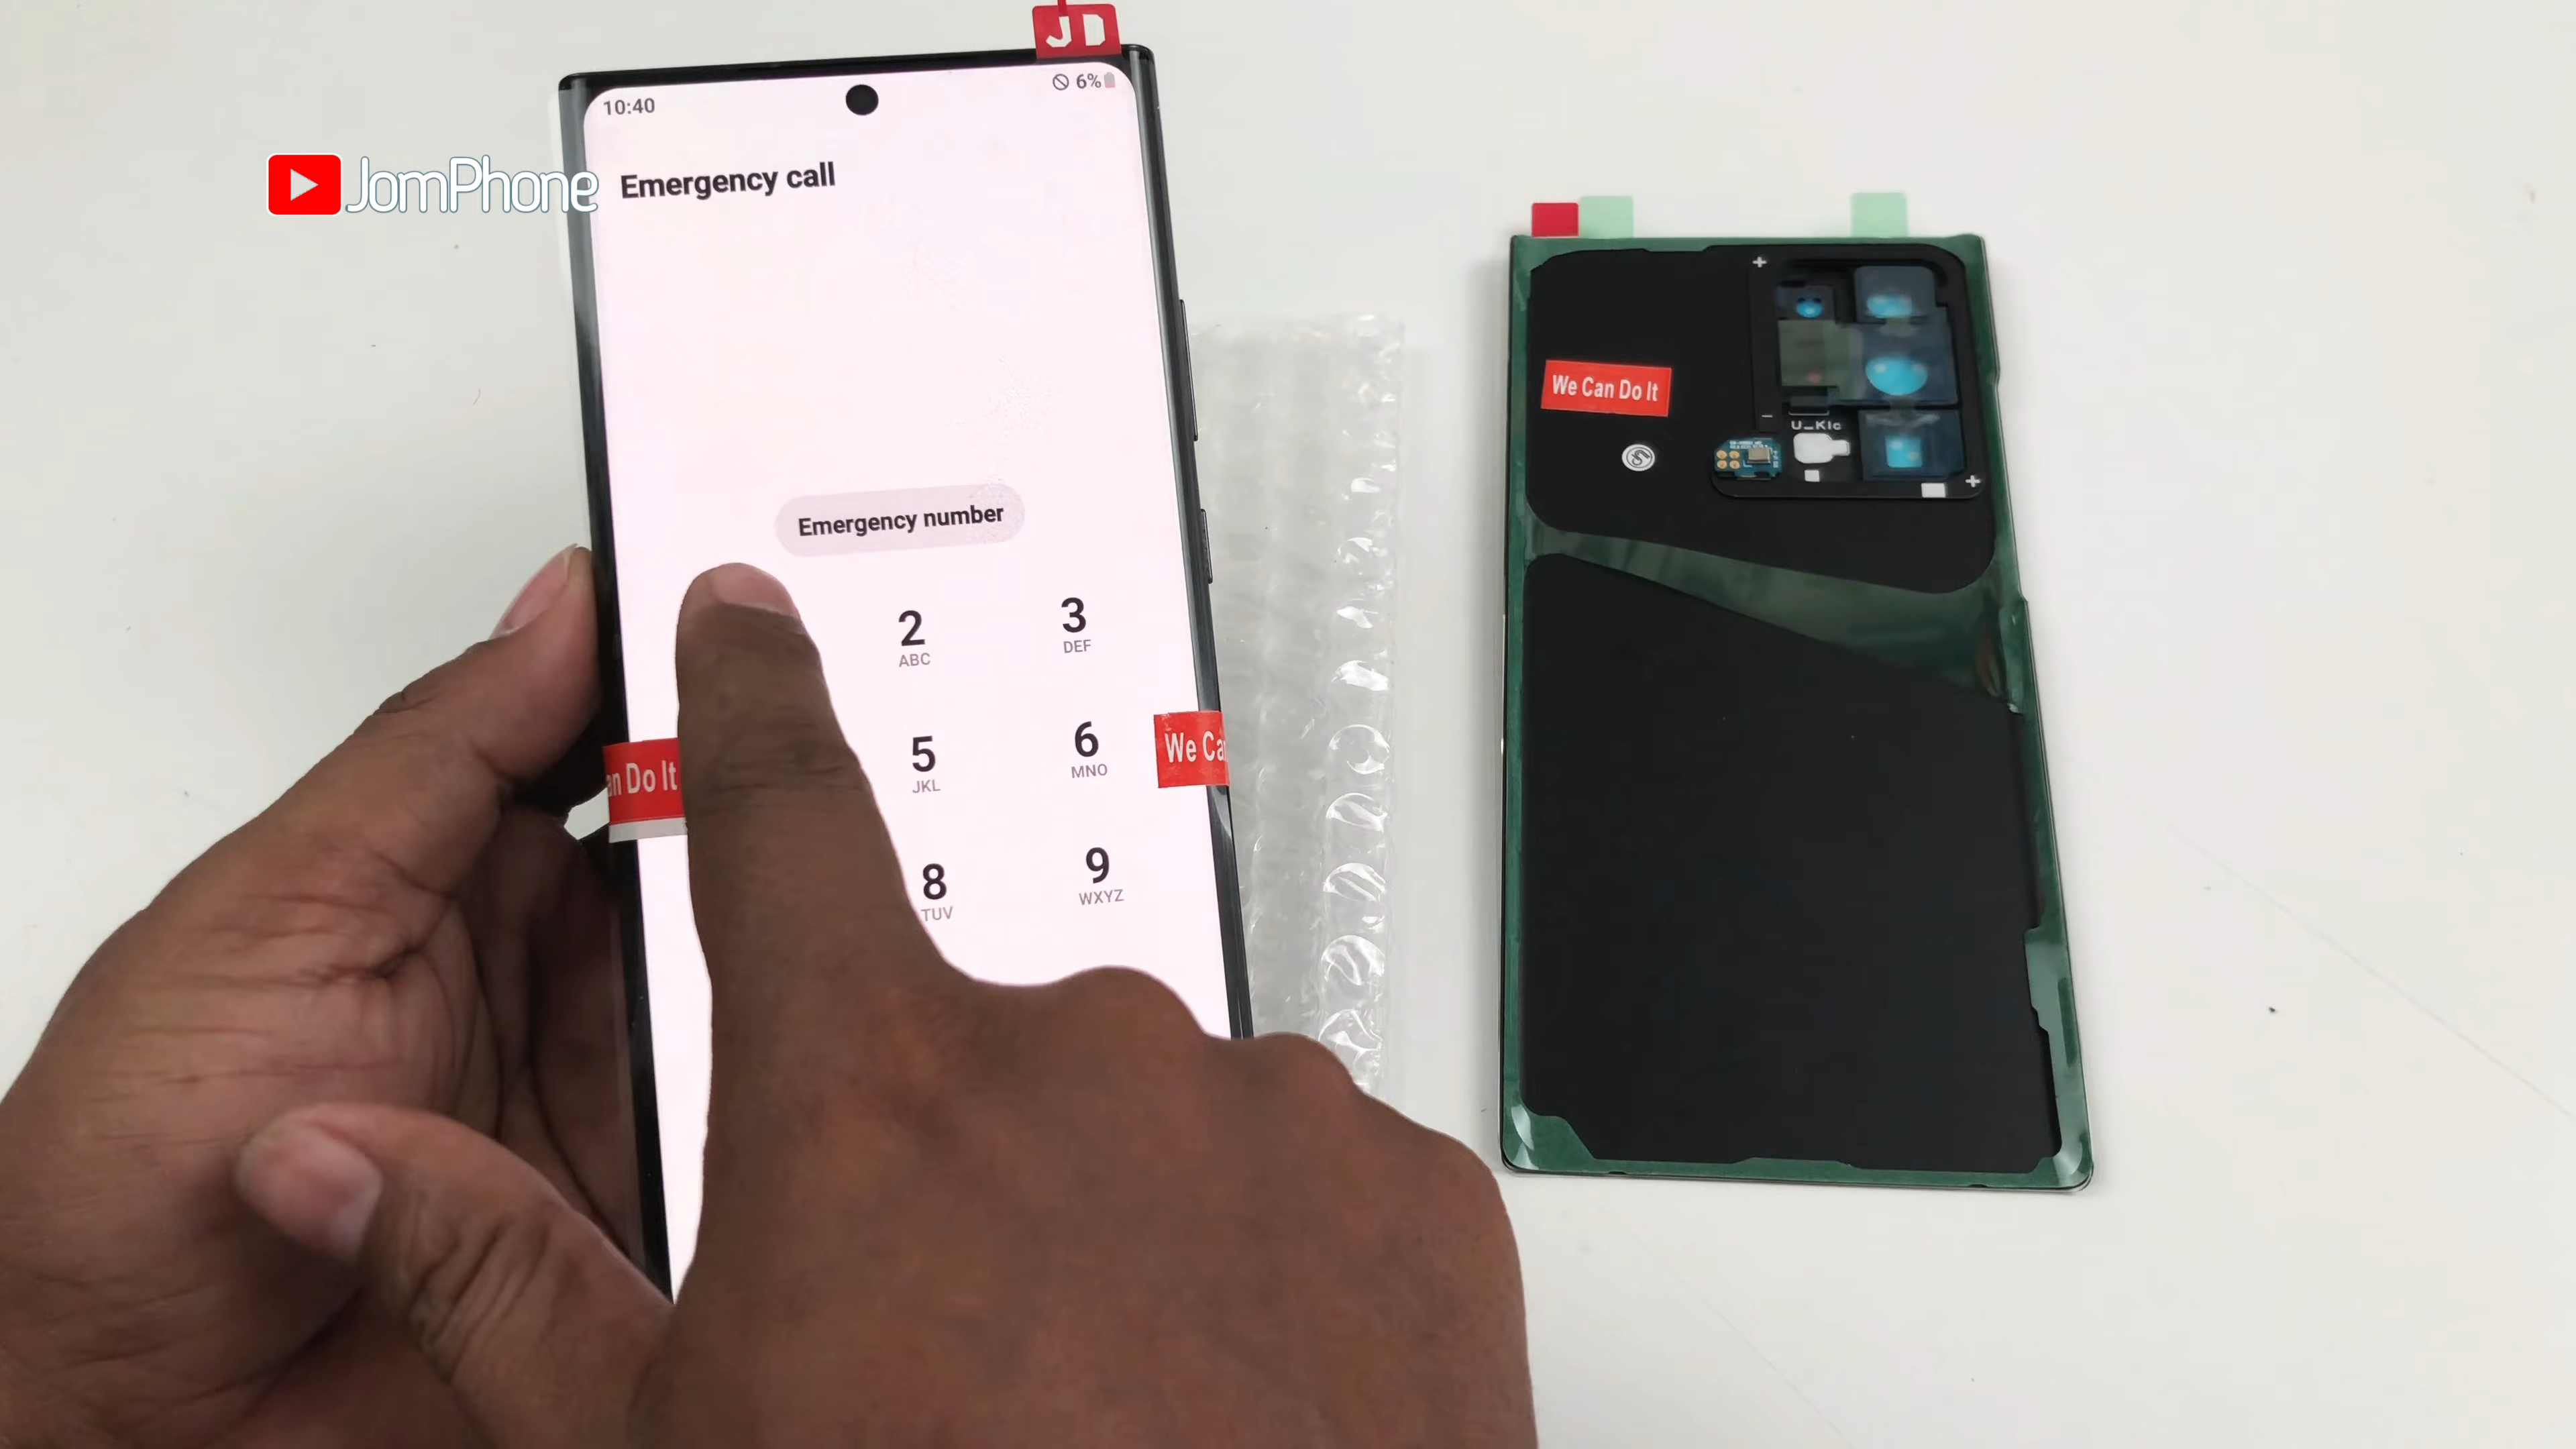 JD
10:40
6%
JomPhone
Emergency call
Emergency number
2
ABC
3
DEF
5
JKL
6
MNO
8
TUV
9
WXYZ
an Do It
We Ca
We Can Do It
U_KIc